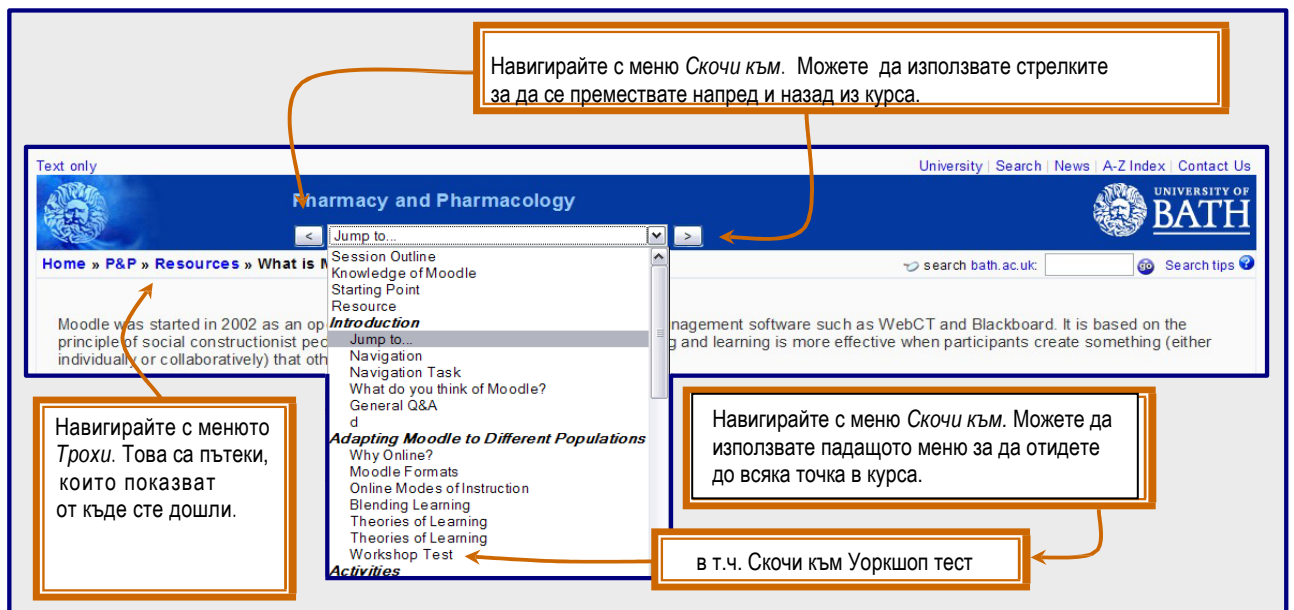 Навигирайте с меню Скочи към.  Можете  да използвате стрелките
за да се премествате напред и назад из курса.
Text only
University | Search | News | A-Z Index | Contact Us
Pharmacy and Pharmacology
UNIVERSITY OF
BATH
<
Jump to...
>
Home » P&P » Resources » What is
search bath.ac.uk:
go
Search tips ?
Session Outline
Knowledge of Moodle
Starting Point
Resource
Introduction
Jump to...
Navigation
Navigation Task
What do you think of Moodle?
General Q&A
d
Adapting Moodle to Different Populations
Why Online?
Moodle Formats
Online Modes of Instruction
Blending Learning
Theories of Learning
Theories of Learning
Workshop Test
Activities
Moodle was started in 2002 as an op
nagement software such as WebCT and Blackboard. It is based on the
principle of social constructionist ped
g and learning is more effective when participants create something (either
individually or collaboratively) that oth
Навигирайте с менюто
Трохи. Това са пътеки,
които показват
от къде сте дошли.
Навигирайте с меню Скочи към. Можете да
използвате падащото меню за да отидете
до всяка точка в курса.
в т.ч. Скочи към Уоркшоп тест